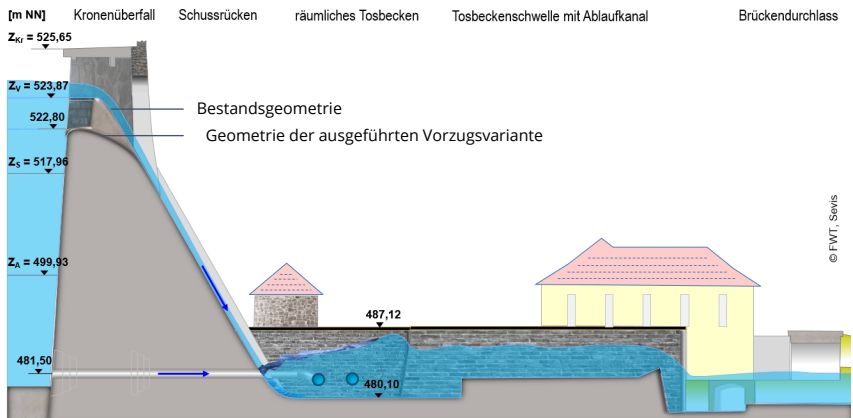 [m NN] Kronenüberfall Schussrücken räumliches Tosbecken Tosbeckenschwelle mit Ablaufkanal Brückendurchlass
Z_Kr = 525,65
Z_V = 523,87
Bestandsgeometrie
522,80
Geometrie der ausgeführten Vorzugsvariante
Z_S = 517,96
© FWT, Sevis
Z_A = 499,93
487,12
481,50
480,10